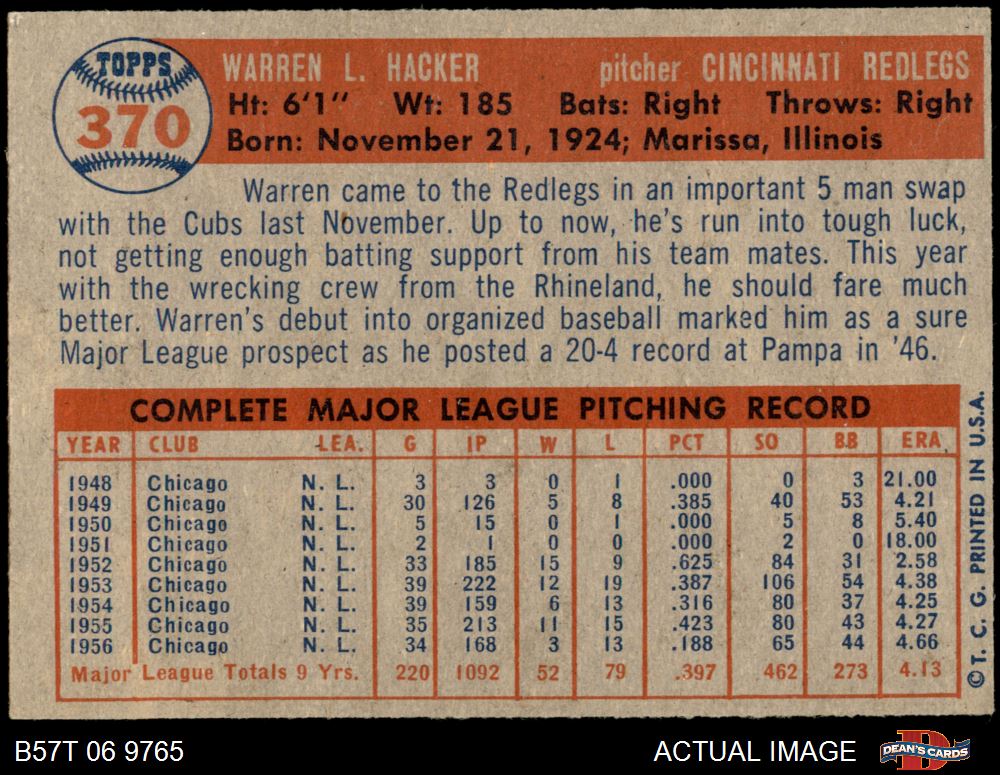 TOPPS
370
WARREN L. HACKER pitcher CINCINNATI REDLEGS
Ht: 6'1" Wt: 185 Bats: Right Throws: Right
Born: November 21, 1924; Marissa, Illinois
Warren came to the Redlegs in an important 5 man swap
with the Cubs last November. Up to now, he's run into tough luck,
not getting enough batting support from his team mates. This year
with the wrecking crew from the Rhineland, he should fare much
better. Warren's debut into organized baseball marked him as a sure
Major League prospect as he posted a 20-4 record at Pampa in '46.
COMPLETE MAJOR LEAGUE PITCHING RECORD
YEAR CLUB LEA. G IP W L PCT SO BB ERA
1948 Chicago N. L. 3 3 0 1 .000 0 3 21.00
1949 Chicago N. L. 30 126 5 8 .385 40 53 4.21
1950 Chicago N. L. 5 15 0 1 .000 5 8 5.40
1951 Chicago N. L. 2 1 0 0 .000 2 0 18.00
1952 Chicago N. L. 33 185 15 9 .625 84 31 2.58
1953 Chicago N. L. 39 222 12 19 .387 106 54 4.38
1954 Chicago N. L. 39 159 6 13 .316 80 37 4.25
1955 Chicago N. L. 35 213 11 15 .423 80 43 4.27
1956 Chicago N. L. 34 168 3 13 .188 65 44 4.66
Major League Totals 9 Yrs. 220 1092 52 79 .397 462 273 4.13
© T. C. G. PRINTED IN U.S.A.
B57T 06 9765 ACTUAL IMAGE
D
DEAN'S CARDS